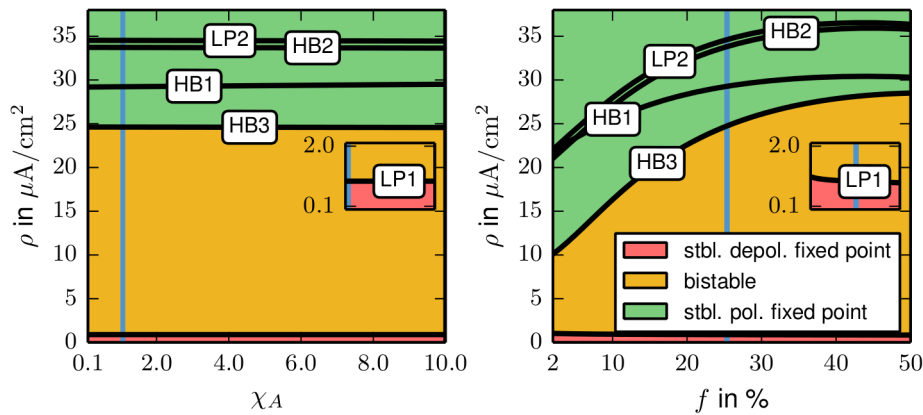 ρ in μA/cm²
35
30
25
20
15
10
5
0
LP2
HB2
HB1
HB3
2.0
LP1
0.1
0.1
2.0
4.0
6.0
8.0
10.0
χ_A
ρ in μA/cm²
35
30
25
20
15
10
5
0
HB2
LP2
HB1
HB3
2.0
LP1
0.1
stbl. depol. fixed point
bistable
stbl. pol. fixed point
2
10
20
30
40
50
f in %